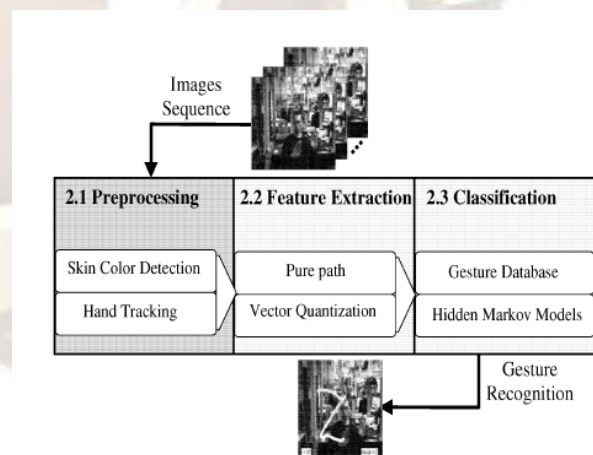 Images
Sequence
2.1 Preprocessing
2.2 Feature Extraction
2.3 Classification
Skin Color Detection
Hand Tracking
Pure path
Vector Quantization
Gesture Database
Hidden Markov Models
Gesture
Recognition